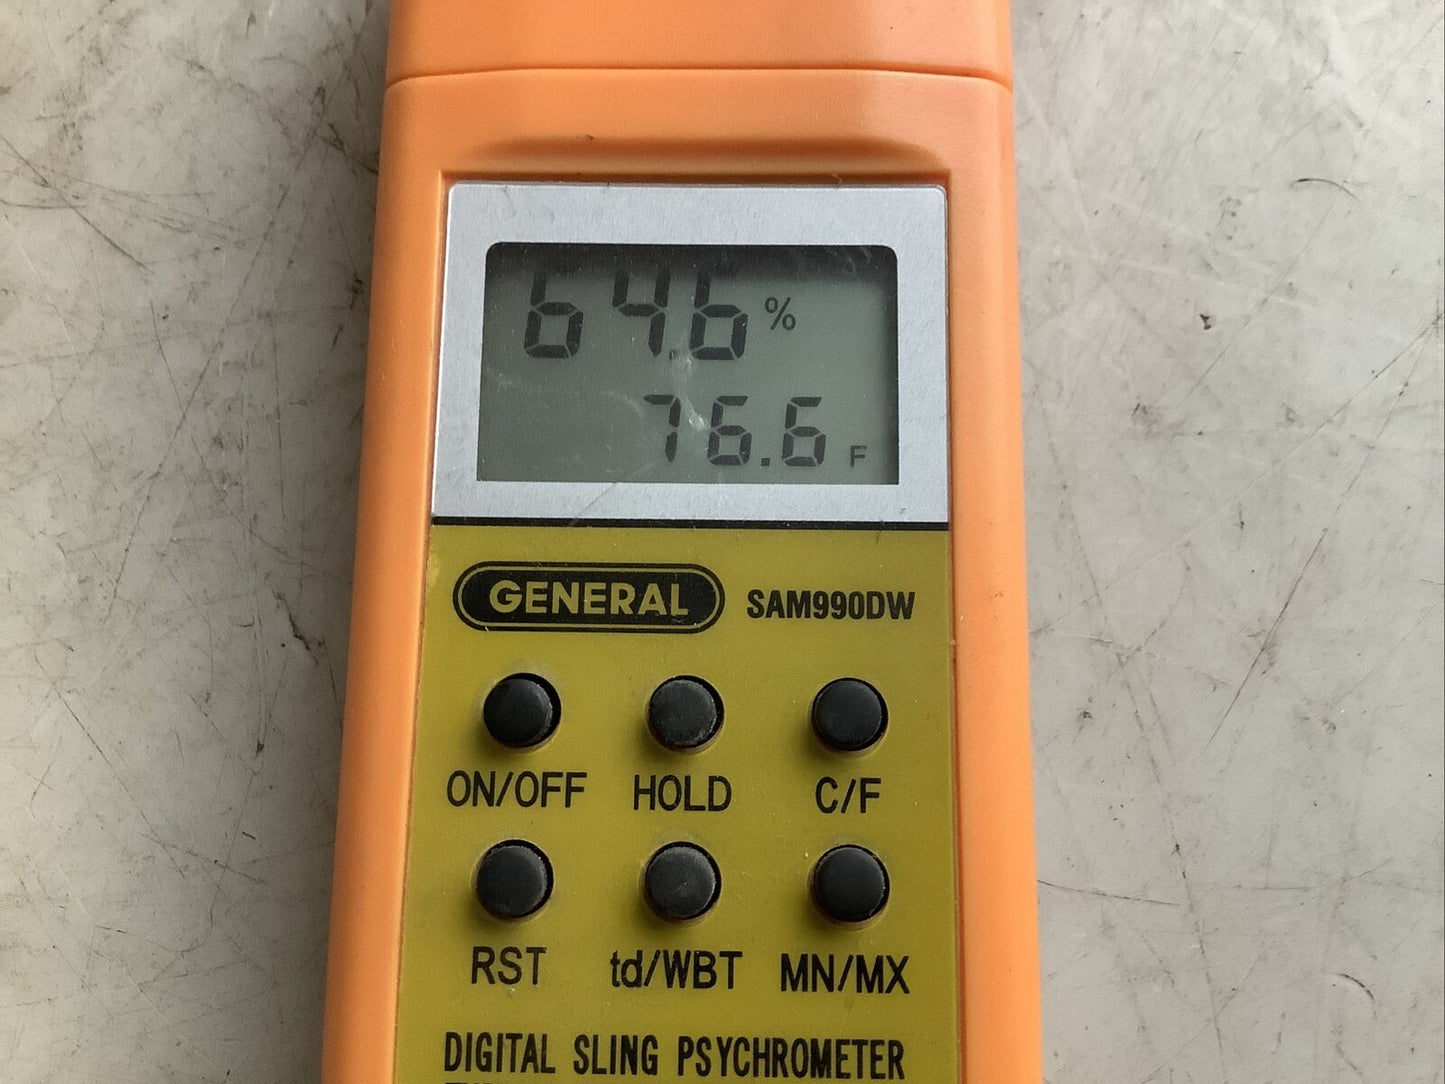 64.6 %
76.6 F
GENERAL SAM990DW
ON/OFF HOLD C/F
RST td/WBT MN/MX
DIGITAL SLING PSYCHROMETER